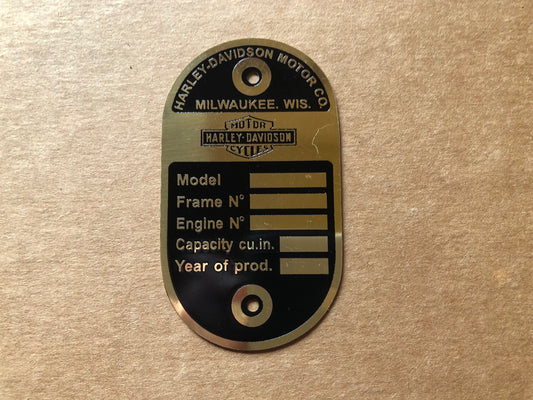 HARLEY-DAVIDSON MOTOR CO.
MILWAUKEE. WIS.
MOTOR
HARLEY-DAVIDSON
CYCLES
Model
Frame N°
Engine N°
Capacity cu.in.
Year of prod.